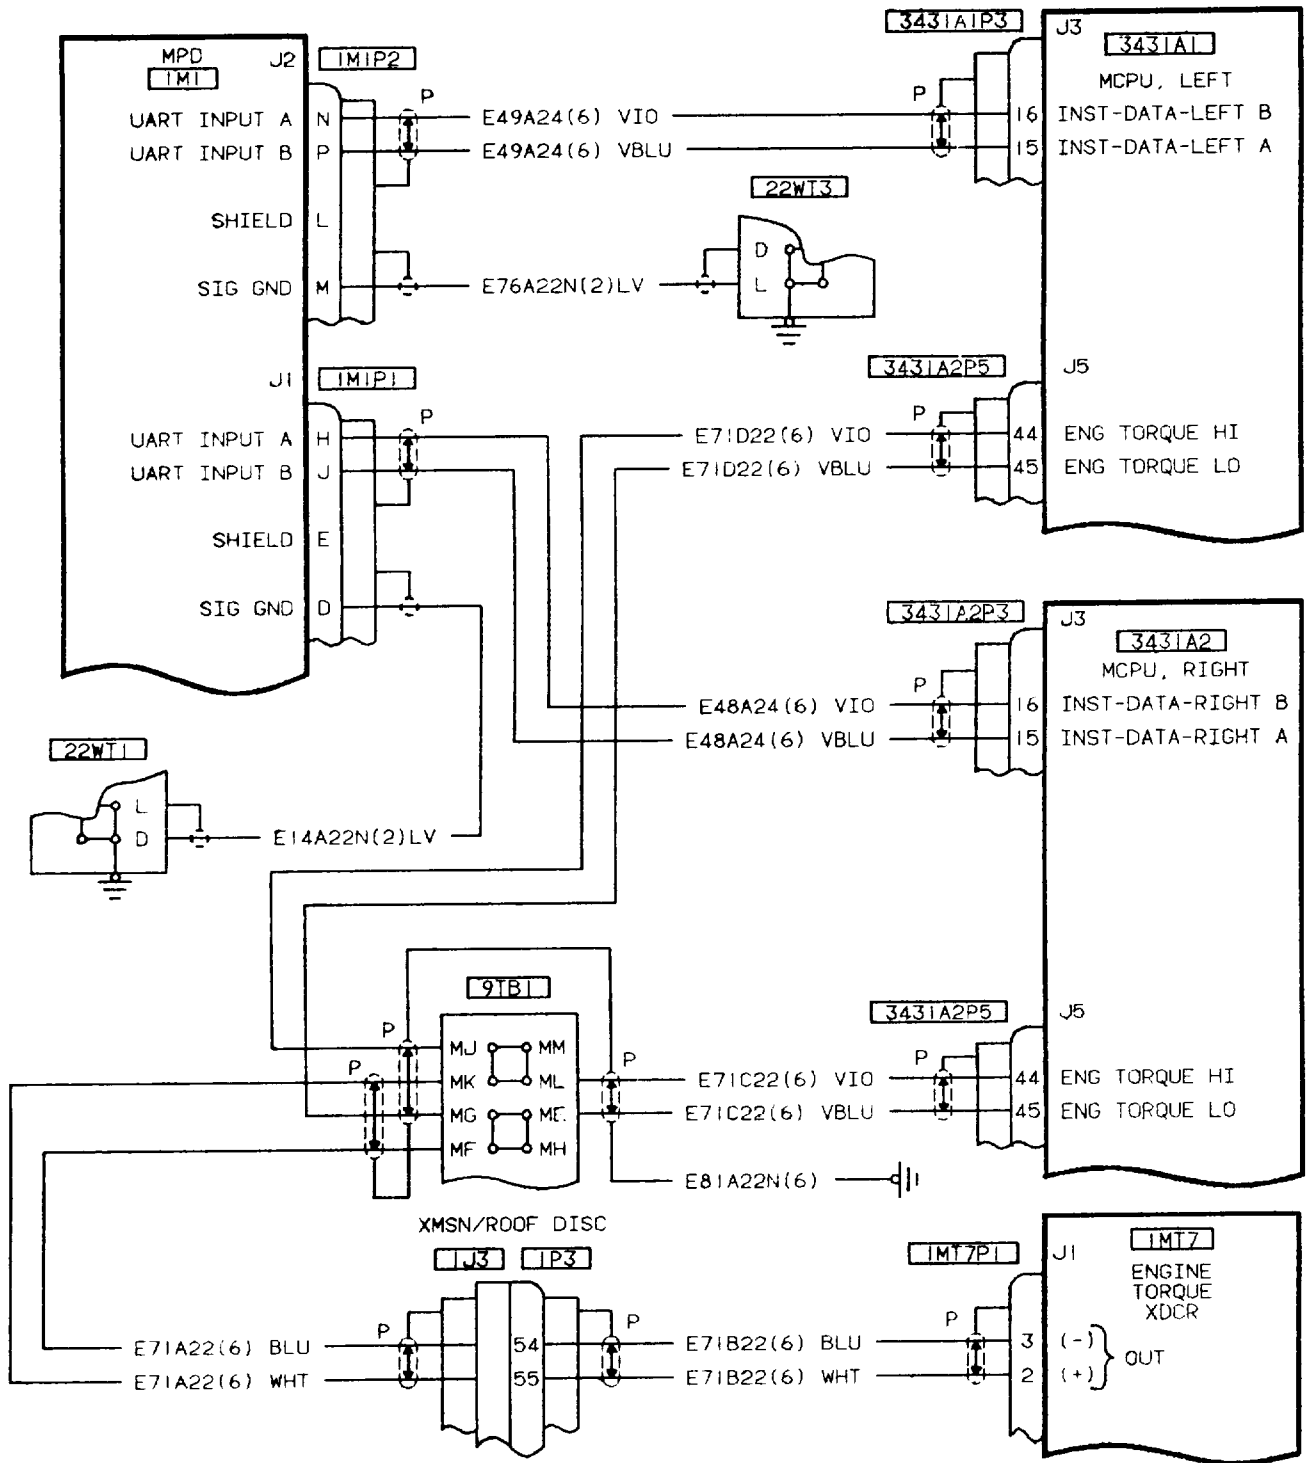 3431A1P3
J3
3431A1
MCPU, LEFT
MPD
1M1
J2
1M1P2
P
P
UART INPUT A N
E49A24(6) VIO
16 INST-DATA-LEFT B
UART INPUT B P
E49A24(6) VBLU
15 INST-DATA-LEFT A
22WT3
SHIELD L
D
SIG GND M
E76A22N(2)LV
L
3431A2P5
J5
J1
1M1P1
P
P
UART INPUT A H
E71D22(6) VIO
44 ENG TORQUE HI
UART INPUT B J
E71D22(6) VBLU
45 ENG TORQUE LO
SHIELD E
SIG GND D
3431A2P3
J3
3431A2
MCPU, RIGHT
P
E48A24(6) VIO
16 INST-DATA-RIGHT B
E48A24(6) VBLU
15 INST-DATA-RIGHT A
22WT1
L
D
E14A22N(2)LV
9TB1
3431A2P5
J5
P
MJ MM
P
P
P
MK ML
E71C22(6) VIO
44 ENG TORQUE HI
MG ME
E71C22(6) VBLU
45 ENG TORQUE LO
MF MH
E81A22N(6)
XMSN/ROOF DISC
1J3 1P3
1MT7P1
J1
1MT7
ENGINE
TORQUE
XDCR
P
P
P
E71A22(6) BLU
54
E71B22(6) BLU
3 (-)
OUT
E71A22(6) WHT
55
E71B22(6) WHT
2 (+)